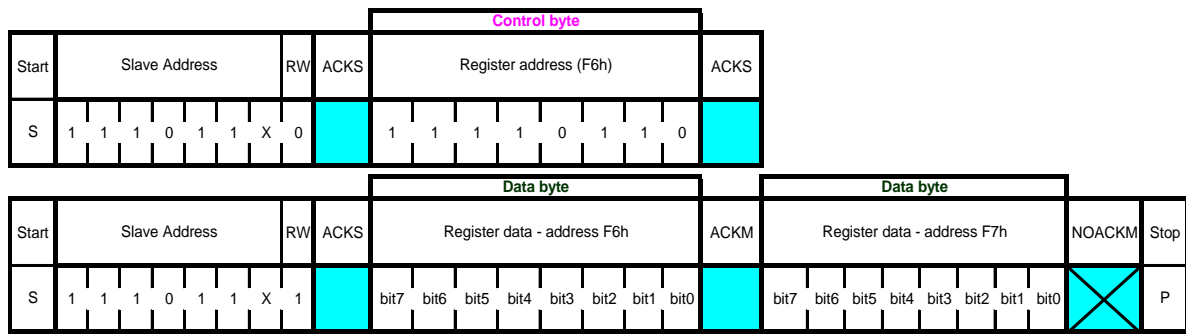 Control byte
Start Slave Address RW ACKS Register address (F6h) ACKS
S 1 1 1 0 1 1 X 0 1 1 1 1 0 1 1 0
Data byte Data byte
Start Slave Address RW ACKS Register data - address F6h ACKM Register data - address F7h NOACKM Stop
S 1 1 1 0 1 1 X 1 bit7 bit6 bit5 bit4 bit3 bit2 bit1 bit0 bit7 bit6 bit5 bit4 bit3 bit2 bit1 bit0 P